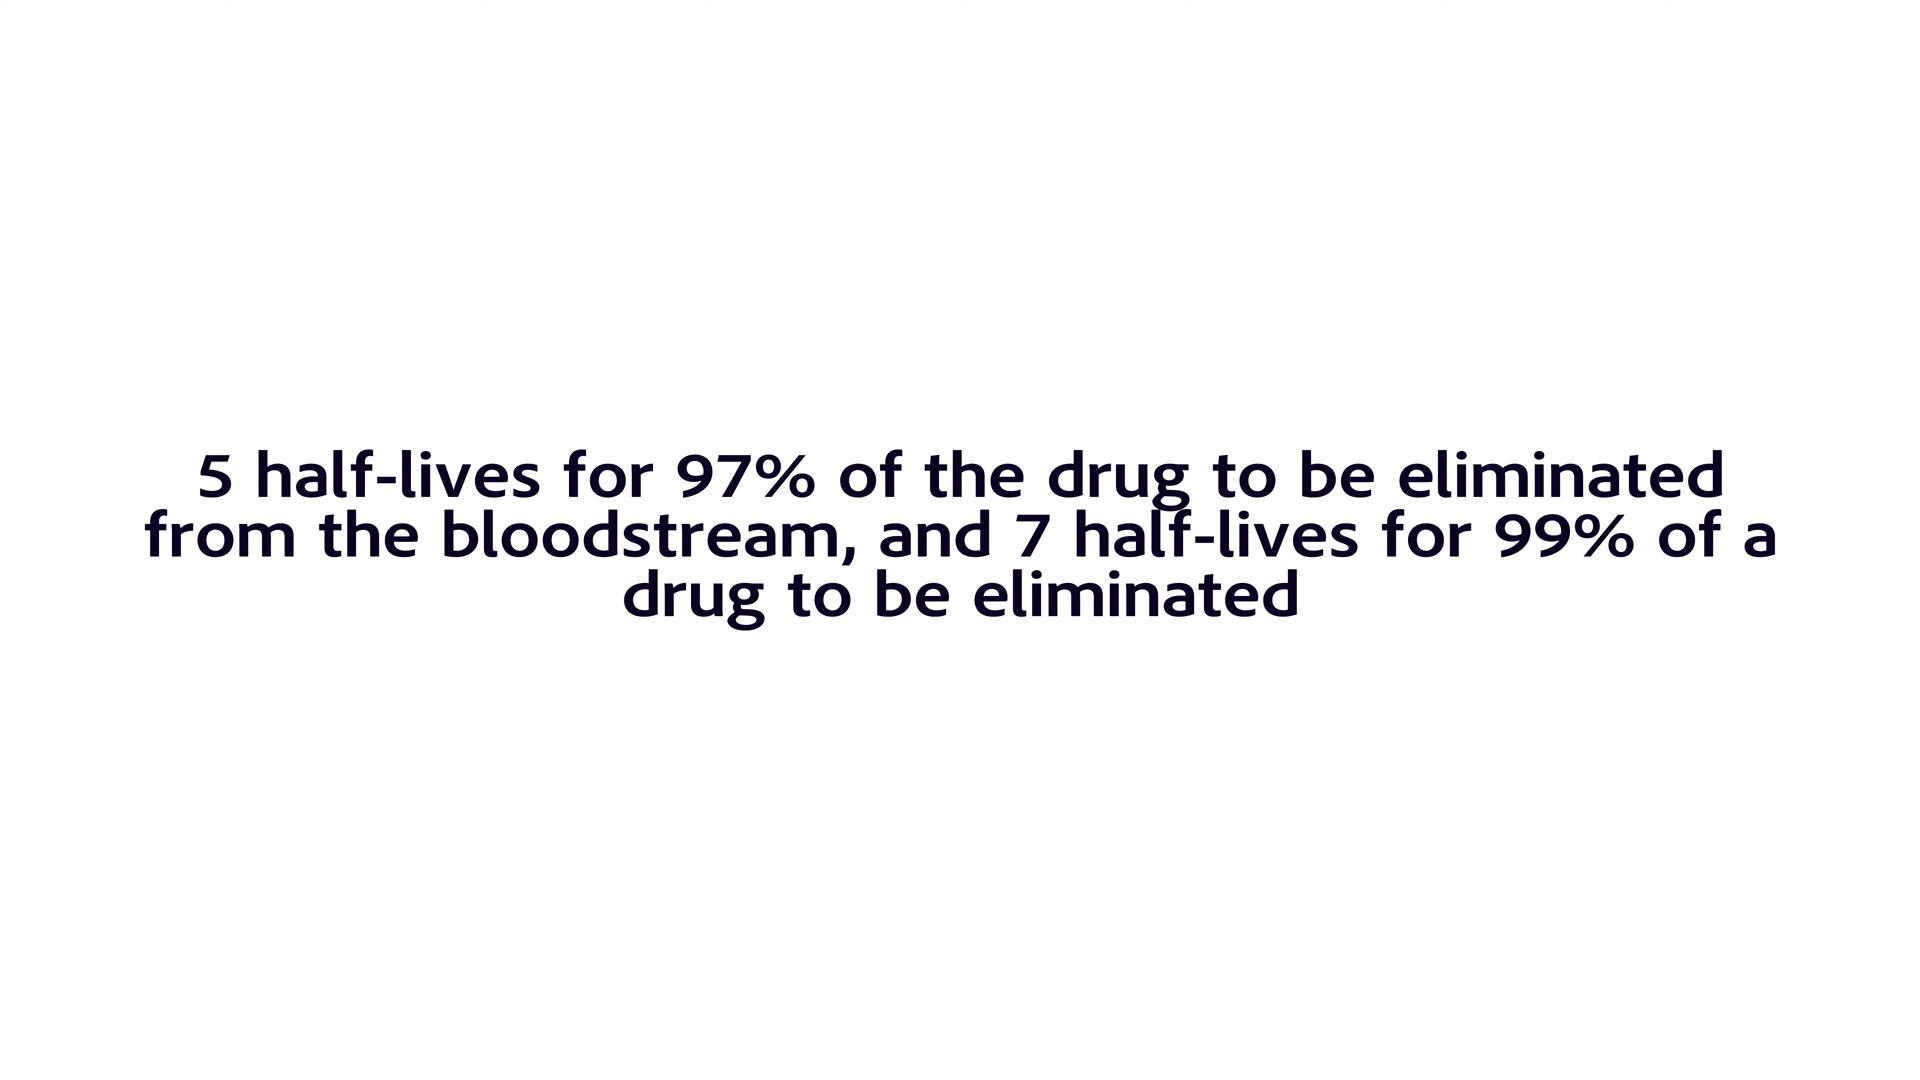 5 half-lives for 97% of the drug to be eliminated
from the bloodstream, and 7 half-lives for 99% of a
drug to be eliminated